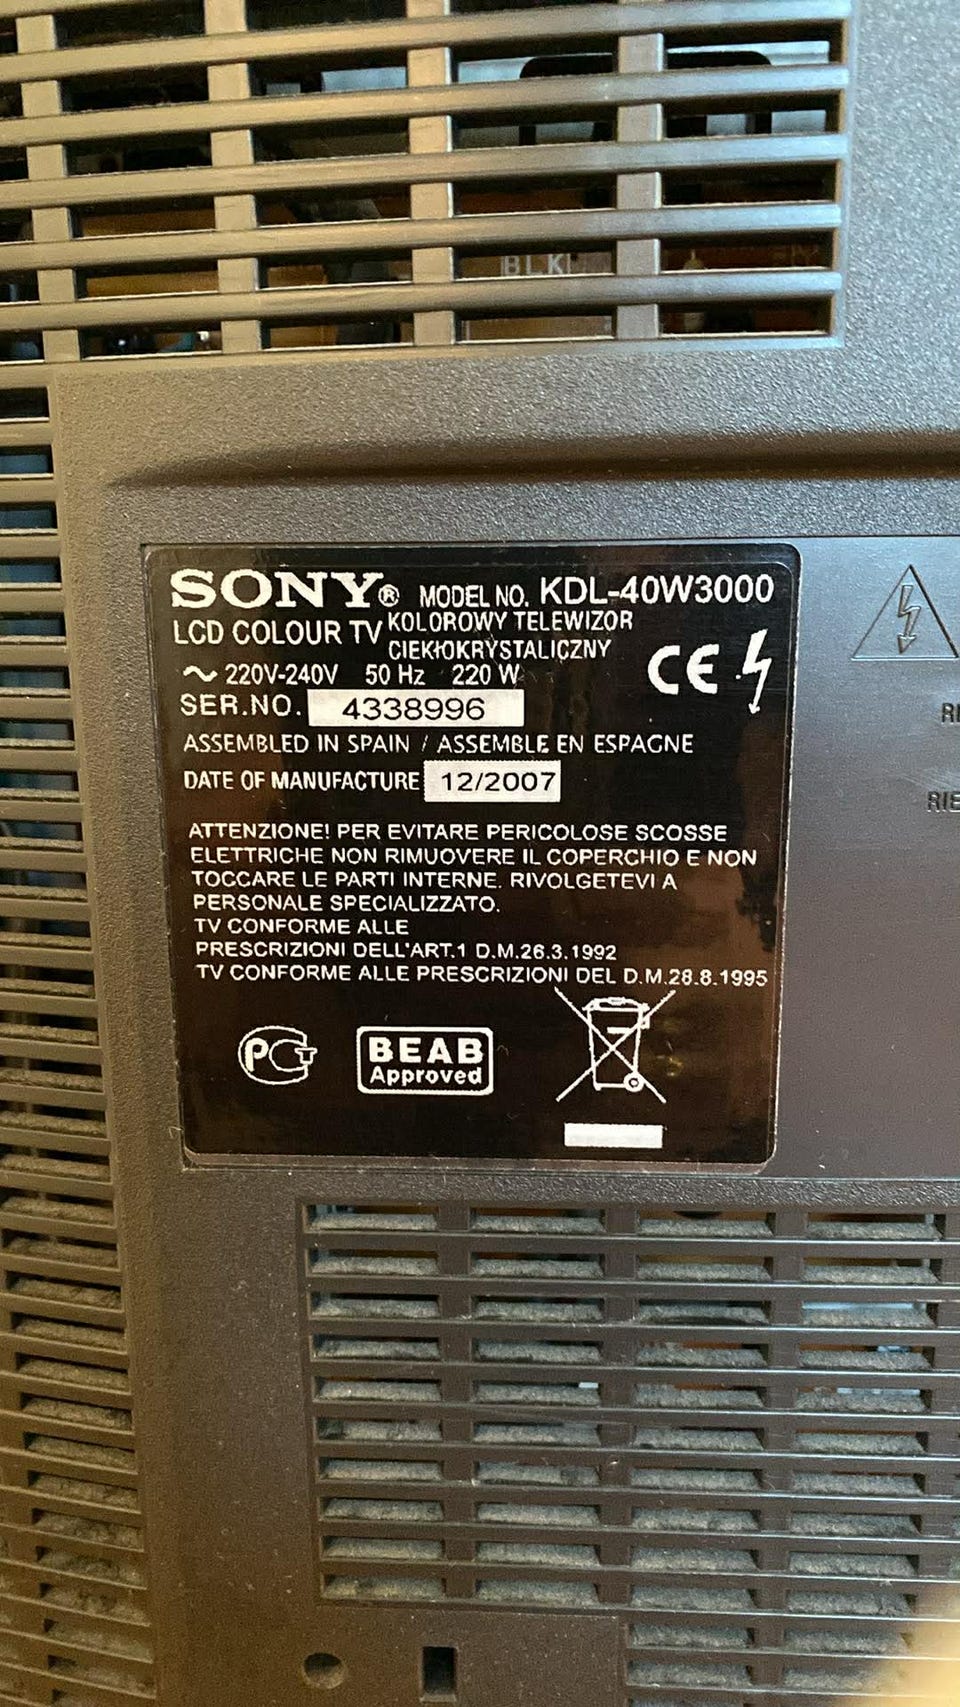 BLK
SONY® MODEL NO. KDL-40W3000
LCD COLOUR TV KOLOROWY TELEWIZOR
CIEKŁOKRYSTALICZNY
~ 220V-240V 50 Hz 220 W
CE
SER.NO. 4338996
ASSEMBLED IN SPAIN / ASSEMBLE EN ESPAGNE
DATE OF MANUFACTURE 12/2007
ATTENZIONE! PER EVITARE PERICOLOSE SCOSSE
ELETTRICHE NON RIMUOVERE IL COPERCHIO E NON
TOCCARE LE PARTI INTERNE. RIVOLGETEVI A
PERSONALE SPECIALIZZATO.
TV CONFORME ALLE
PRESCRIZIONI DELL'ART.1 D.M.26.3.1992
TV CONFORME ALLE PRESCRIZIONI DEL D.M.28.8.1995
PCT
BEAB
Approved